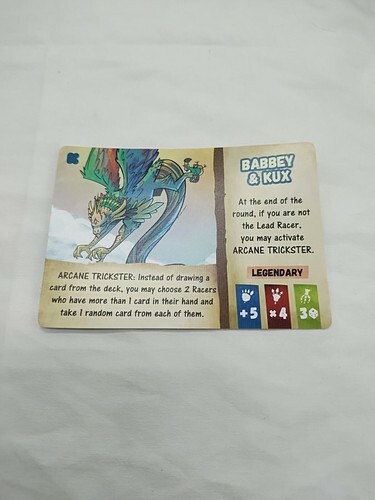 BABBEY
& KUX
At the end of the
round, if you are not
the Lead Racer,
you may activate
ARCANE TRICKSTER.
LEGENDARY
+5 ×4 3
ARCANE TRICKSTER: Instead of drawing a
card from the deck, you may choose 2 Racers
who have more than 1 card in their hand and
take 1 random card from each of them.